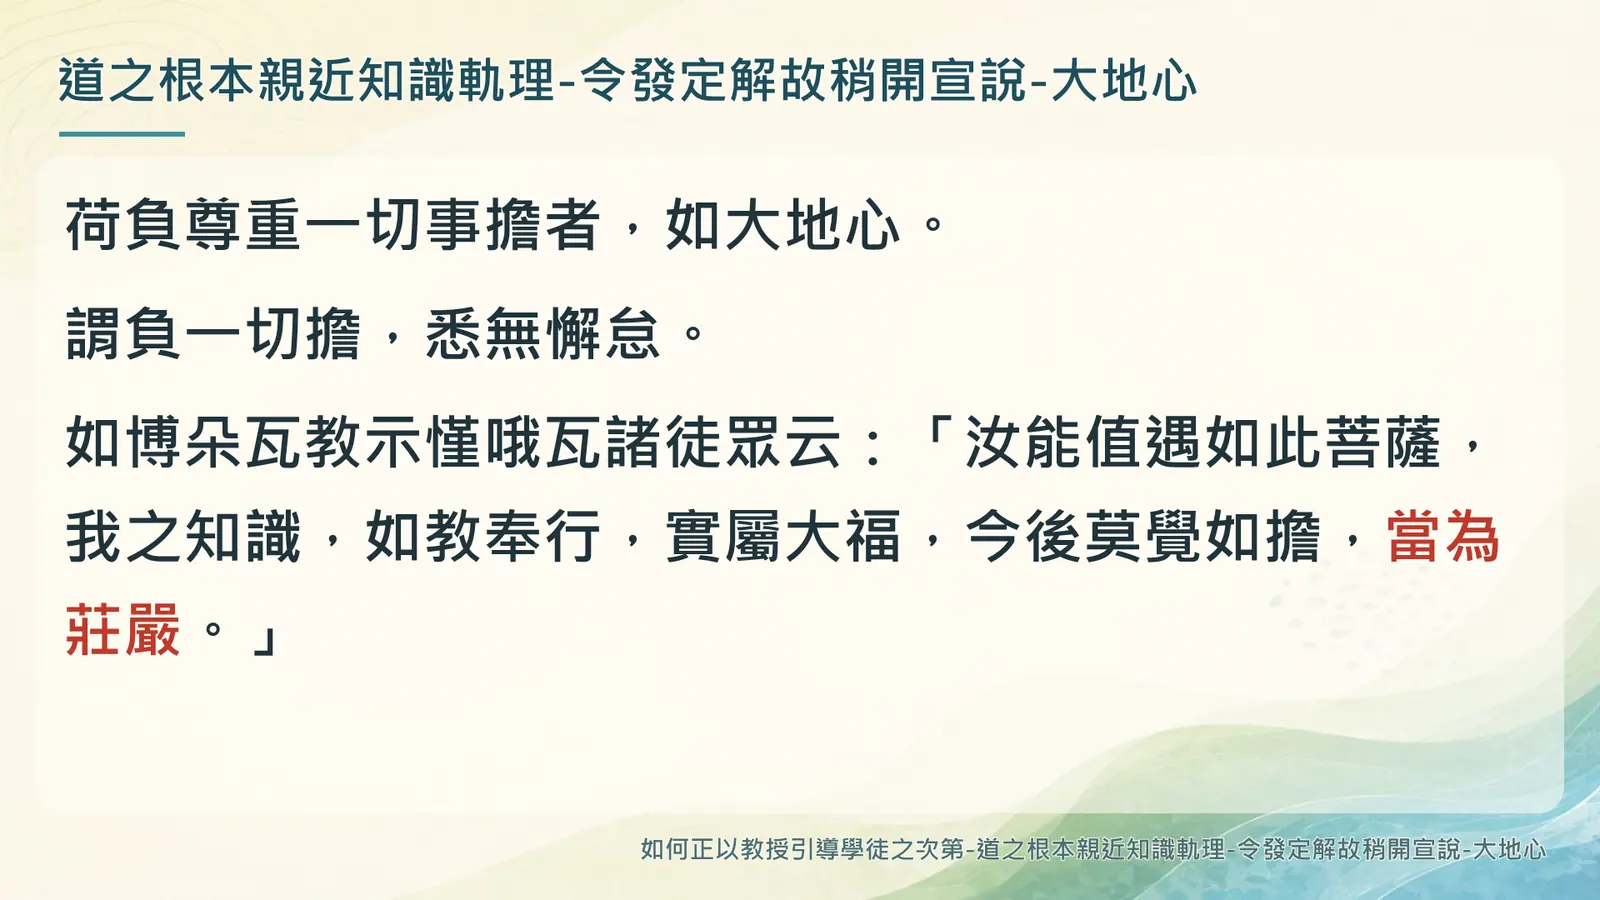 道之根本親近知識軌理-令發定解故稍開宣說-大地心
荷負尊重一切事擔者，如大地心。
謂負一切擔，悉無懈怠。
如博朵瓦教示慬哦瓦諸徒眾云：「汝能值遇如此菩薩，
我之知識，如教奉行，實屬大福，今後莫覺如擔，當為
莊嚴。」
如何正以教授引導學徒之次第-道之根本親近知識軌理-令發定解故稍開宣說-大地心